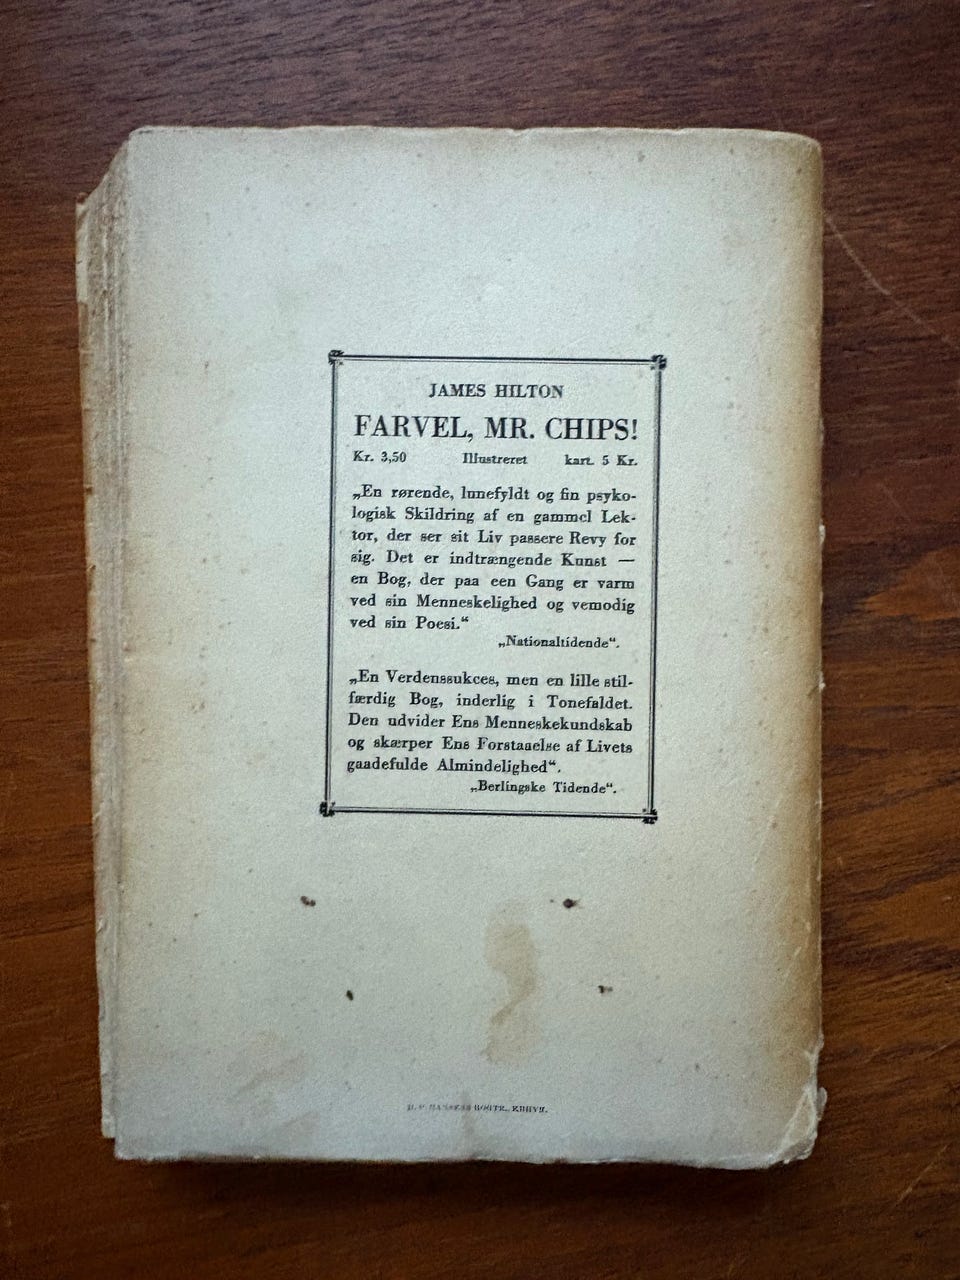 JAMES HILTON
FARVEL, MR. CHIPS!
Kr. 3,50 Illustreret kart. 5 Kr.
„En rørende, lunefyldt og fin psyko-
logisk Skildring af en gammel Lek-
tor, der ser sit Liv passere Revy for
sig. Det er indtrængende Kunst —
en Bog, der paa een Gang er varm
ved sin Menneskelighed og vemodig
ved sin Poesi.“
„Nationaltidende“.
„En Verdenssukces, men en lille stil-
færdig Bog, inderlig i Tonefaldet.
Den udvider Ens Menneskekundskab
og skærper Ens Forstaaelse af Livets
gaadefulde Almindelighed“.
„Berlingske Tidende“.
HANSENS BOGTR., KBHVN.